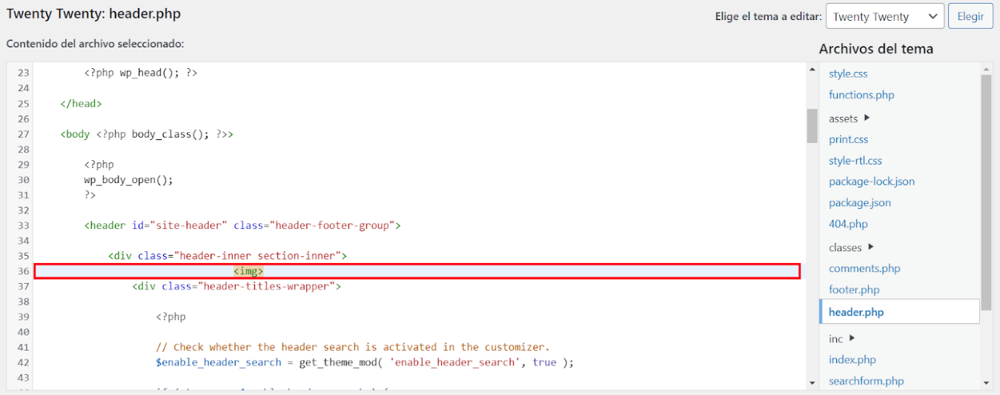 Twenty Twenty: header.php
Elige el tema a editar: Twenty Twenty Elegir
Contenido del archivo seleccionado:
23 <?php wp_head(); ?>
24
25 </head>
26
27 <body <?php body_class(); ?>>
28
29 <?php
30 wp_body_open();
31 ?>
32
33 <header id="site-header" class="header-footer-group">
34
35 <div class="header-inner section-inner">
36 <img>
37 <div class="header-titles-wrapper">
38
39 <?php
40
41 // Check whether the header search is activated in the customizer.
42 $enable_header_search = get_theme_mod( 'enable_header_search', true );
43
Archivos del tema
style.css
functions.php
assets
print.css
style-rtl.css
package-lock.json
package.json
404.php
classes
comments.php
footer.php
header.php
inc
index.php
searchform.php